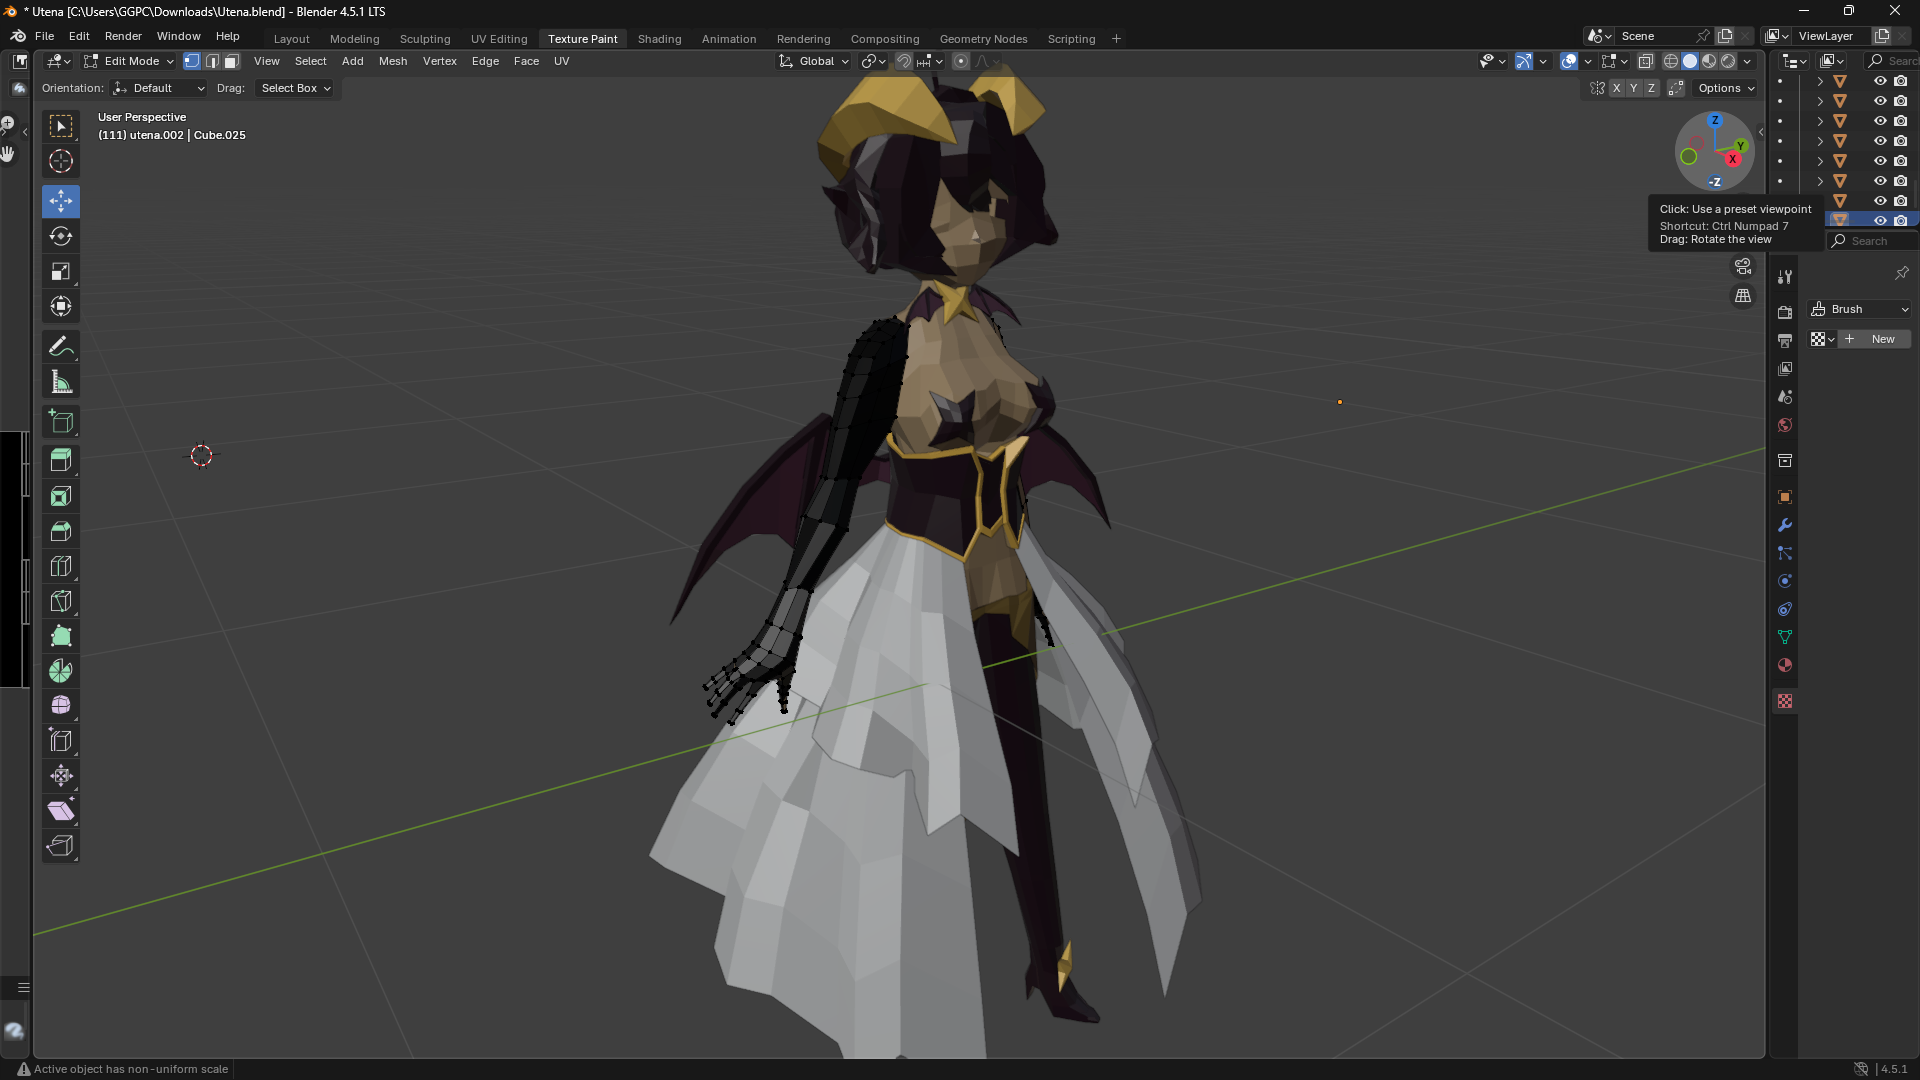 * Utena [C:\Users\GGPC\Downloads\Utena.blend] - Blender 4.5.1 LTS
File Edit Render Window Help
Layout Modeling Sculpting UV Editing Texture Paint Shading Animation Rendering Compositing Geometry Nodes Scripting +
Scene
ViewLayer
Edit Mode View Select Add Mesh Vertex Edge Face UV
Global
Search
Orientation: Default Drag: Select Box
X Y Z Options
User Perspective
(111) utena.002 | Cube.025
Z
Y
X
-Z
Click: Use a preset viewpoint
Shortcut: Ctrl Numpad 7
Drag: Rotate the view
Search
Brush
+ New
Active object has non-uniform scale
4.5.1